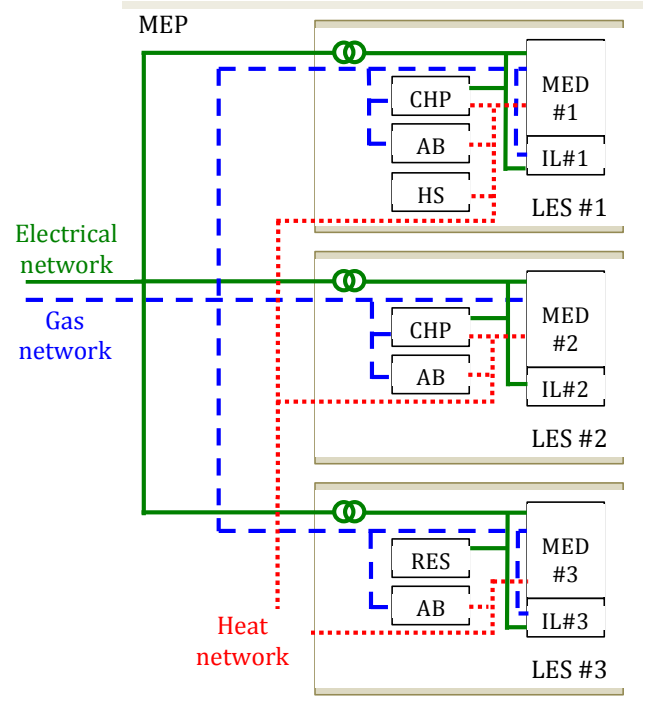 MEP
CHP
AB
HS
MED
#1
IL#1
LES #1
Electrical
network
Gas
network
CHP
AB
MED
#2
IL#2
LES #2
RES
AB
MED
#3
IL#3
LES #3
Heat
network